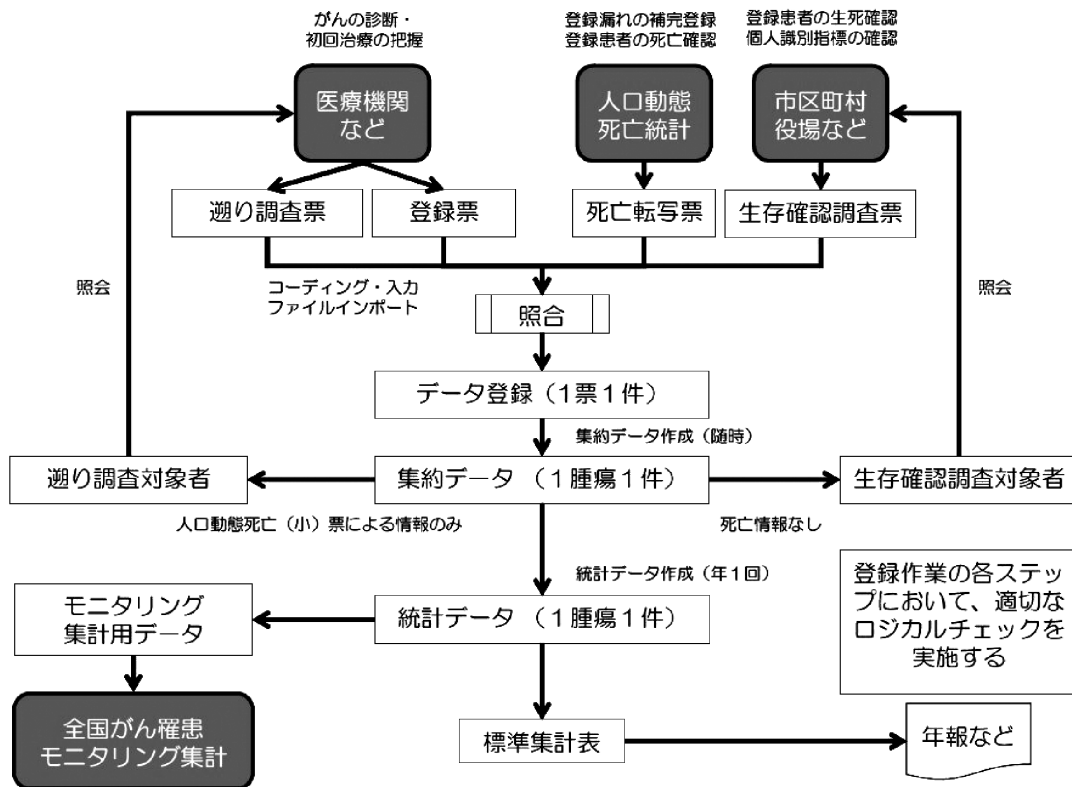 がんの診断・
初回治療の把握
登録漏れの補完登録
登録患者の死亡確認
登録患者の生死確認
個人識別指標の確認
医療機関
など
人口動態
死亡統計
市区町村
役場など
遡り調査票
登録票
死亡転写票
生存確認調査票
照会
コーディング・入力
ファイルインポート
照会
照合
データ登録(1票1件)
集約データ作成(随時)
遡り調査対象者
集約データ(1腫瘍1件)
生存確認調査対象者
人口動態死亡(小)票による情報のみ
死亡情報なし
統計データ作成(年1回)
モニタリング
集計用データ
統計データ(1腫瘍1件)
登録作業の各ステッ
プにおいて、適切な
ロジカルチェックを
実施する
全国がん罹患
モニタリング集計
標準集計表
年報など